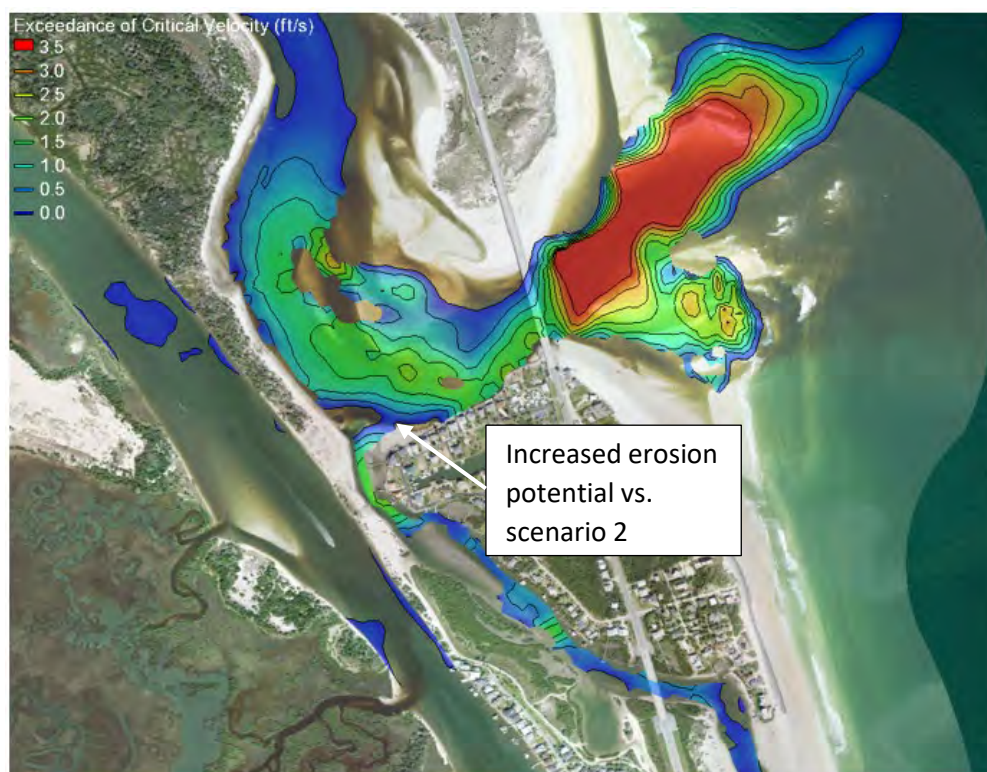 Exceedance of Critical Velocity (ft/s)
3.5
3.0
2.5
2.0
1.5
1.0
0.5
0.0
Increased erosion
potential vs.
scenario 2